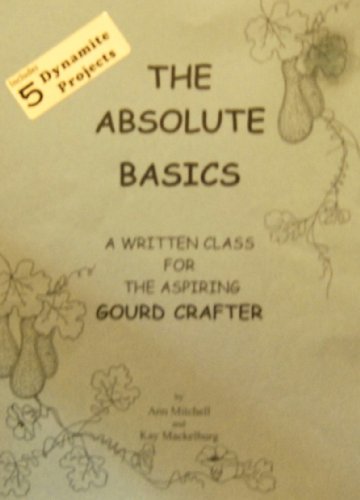 Includes
5 Dynamite
Projects
THE
ABSOLUTE
BASICS
A WRITTEN CLASS
FOR
THE ASPIRING
GOURD CRAFTER
by
Ann Mitchell
and
Kay Mackelburg